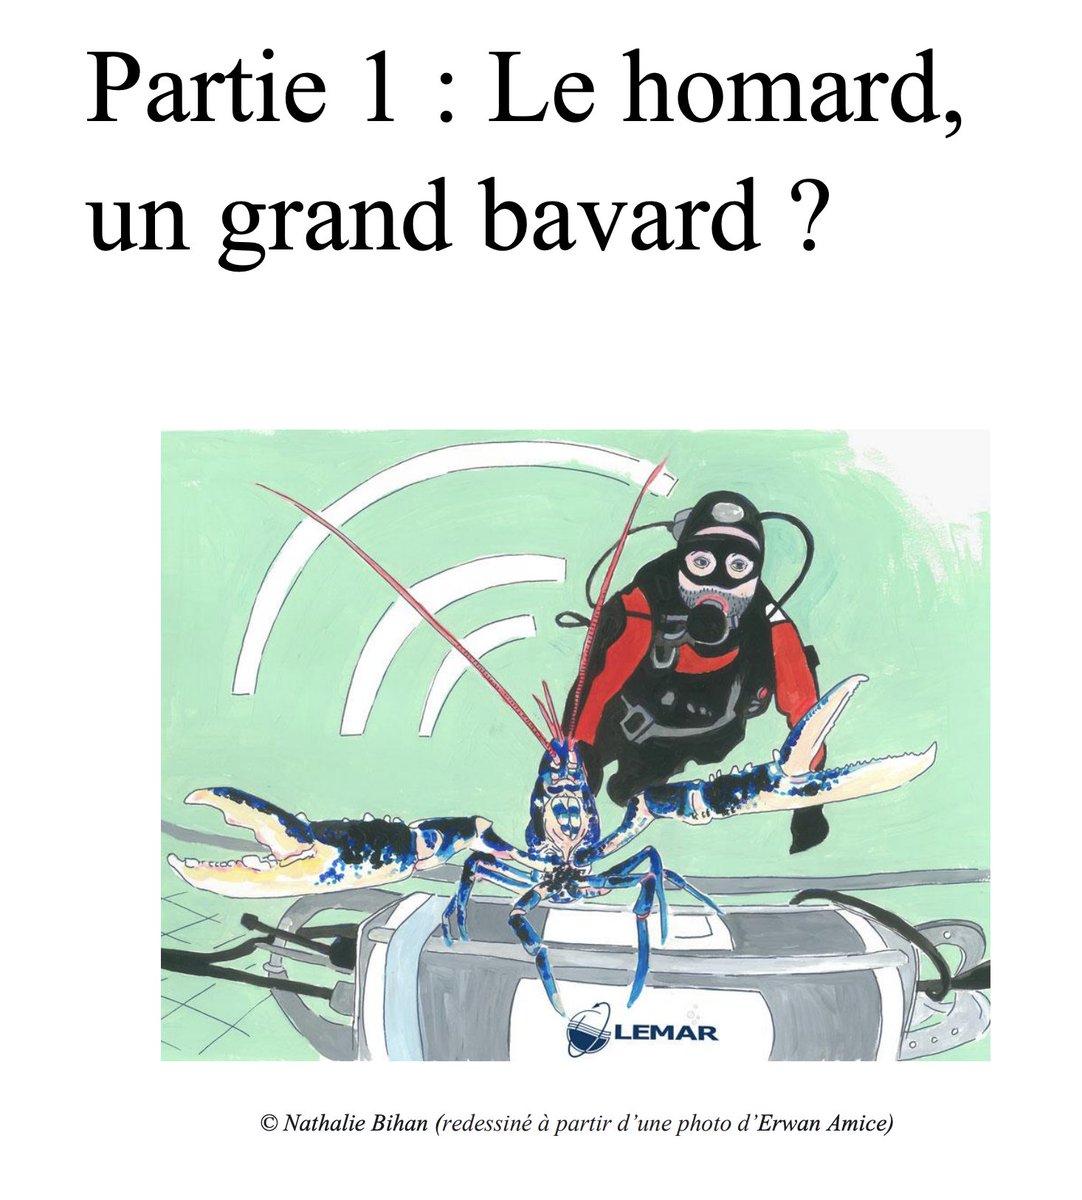 Partie 1 : Le homard,
un grand bavard ?
LEMAR
© Nathalie Bihan (redessiné à partir d’une photo d’Erwan Amice)